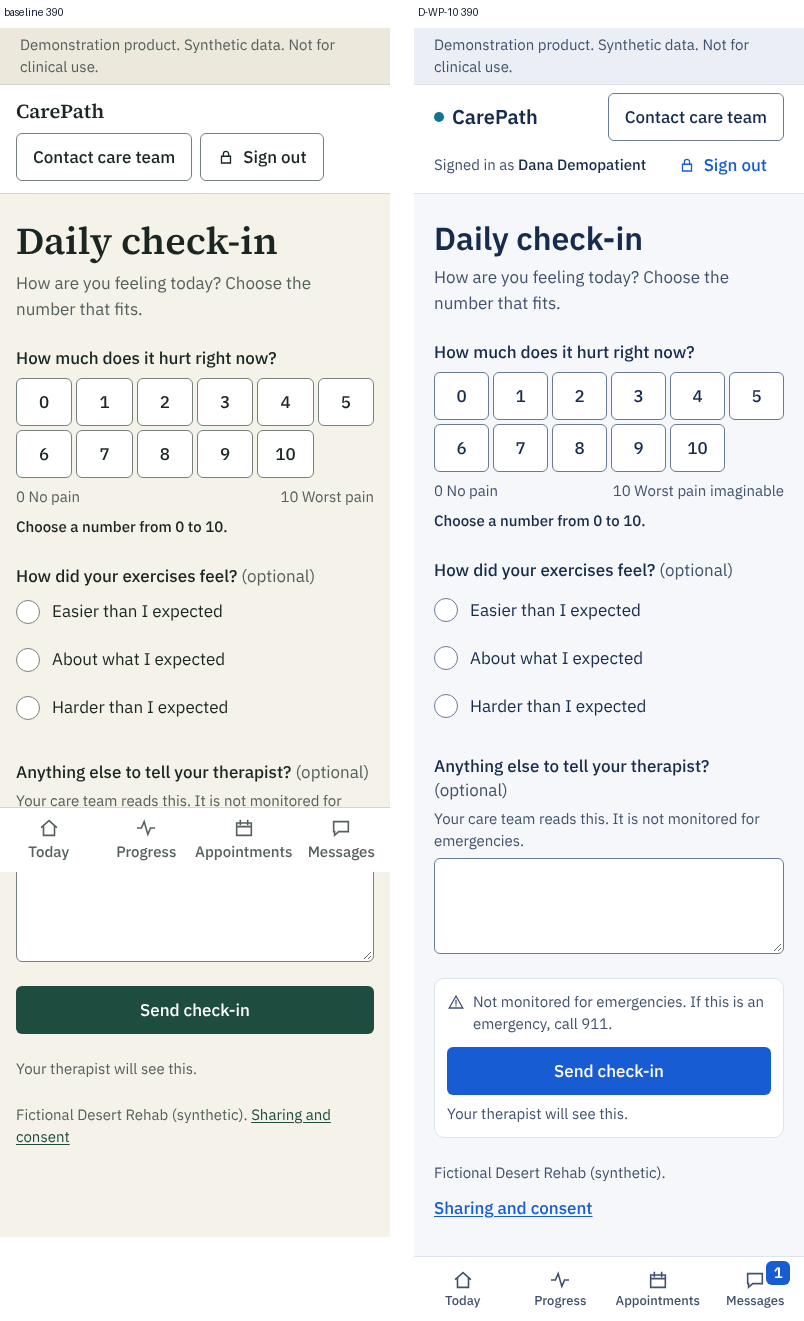 baseline 390
Demonstration product. Synthetic data. Not for
clinical use.
CarePath
Contact care team
Sign out
Daily check-in
How are you feeling today? Choose the
number that fits.
How much does it hurt right now?
0 1 2 3 4 5
6 7 8 9 10
0 No pain 10 Worst pain
Choose a number from 0 to 10.
How did your exercises feel? (optional)
Easier than I expected
About what I expected
Harder than I expected
Anything else to tell your therapist? (optional)
Your care team reads this. It is not monitored for
Today Progress Appointments Messages
Send check-in
Your therapist will see this.
Fictional Desert Rehab (synthetic). Sharing and
consent
D-WP-10 390
Demonstration product. Synthetic data. Not for
clinical use.
CarePath
Contact care team
Signed in as Dana Demopatient
Sign out
Daily check-in
How are you feeling today? Choose the
number that fits.
How much does it hurt right now?
0 1 2 3 4 5
6 7 8 9 10
0 No pain 10 Worst pain imaginable
Choose a number from 0 to 10.
How did your exercises feel? (optional)
Easier than I expected
About what I expected
Harder than I expected
Anything else to tell your therapist?
(optional)
Your care team reads this. It is not monitored for
emergencies.
Not monitored for emergencies. If this is an
emergency, call 911.
Send check-in
Your therapist will see this.
Fictional Desert Rehab (synthetic).
Sharing and consent
1
Today Progress Appointments Messages